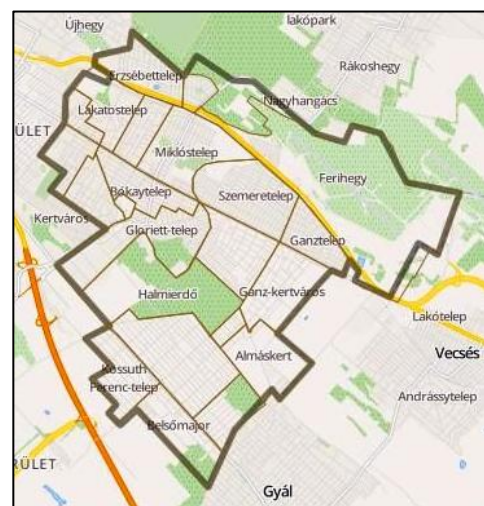 Újhegy
lakópark
Rákoshegy
Erzsébettelep
Nagyhangács
Lakatostelep
ÜLET
Miklóstelep
Ferihegy
Bókaytelep
Szemeretelep
Kertváros
Gloriett-telep
Ganztelep
Halmierdő
Ganz-kertváros
Lakótelep
Vecsés
Almáskert
Kossuth
Ferenc-telep
Andrássytelep
Belsőmajor
RÜLET
Gyál